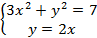 3x² + y² = 7
y = 2x